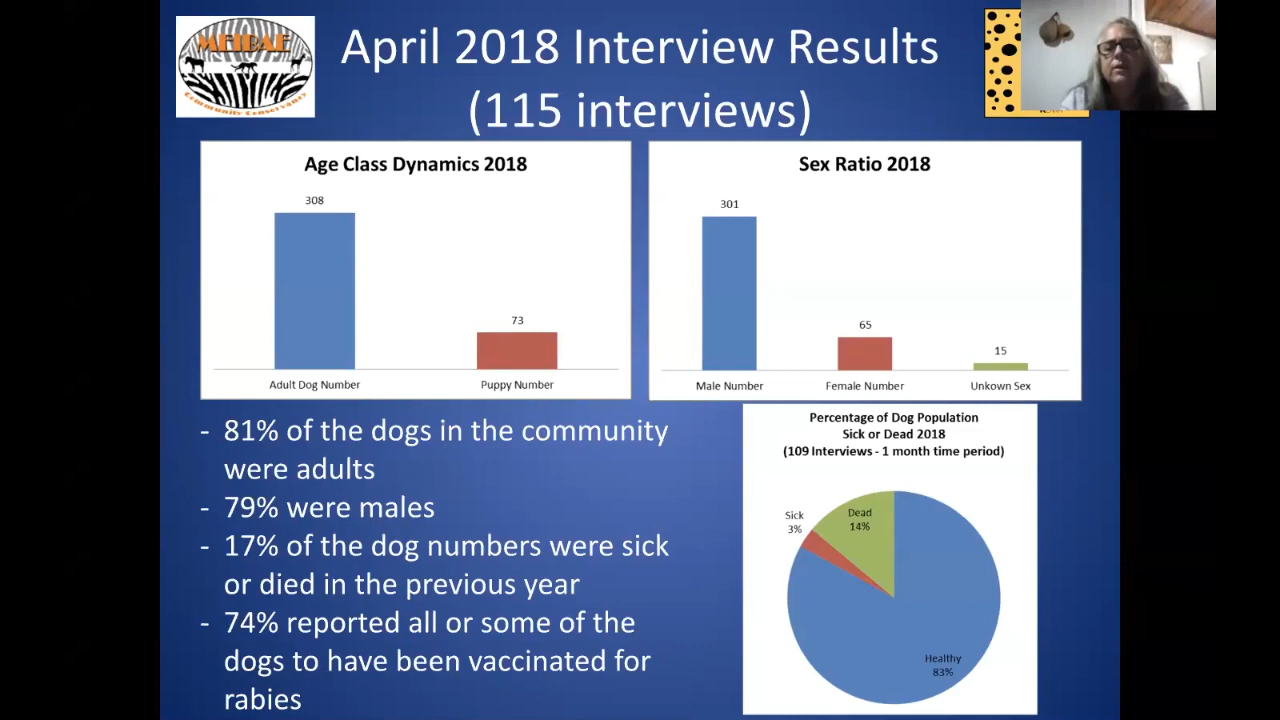 MEIBAE
Community Conservancy
April 2018 Interview Results
(115 interviews)
Age Class Dynamics 2018
308
73
Adult Dog Number
Puppy Number
Sex Ratio 2018
301
65
15
Male Number
Female Number
Unkown Sex
- 81% of the dogs in the community
were adults
- 79% were males
- 17% of the dog numbers were sick
or died in the previous year
- 74% reported all or some of the
dogs to have been vaccinated for
rabies
Percentage of Dog Population
Sick or Dead 2018
(109 Interviews - 1 month time period)
Sick
3%
Dead
14%
Healthy
83%